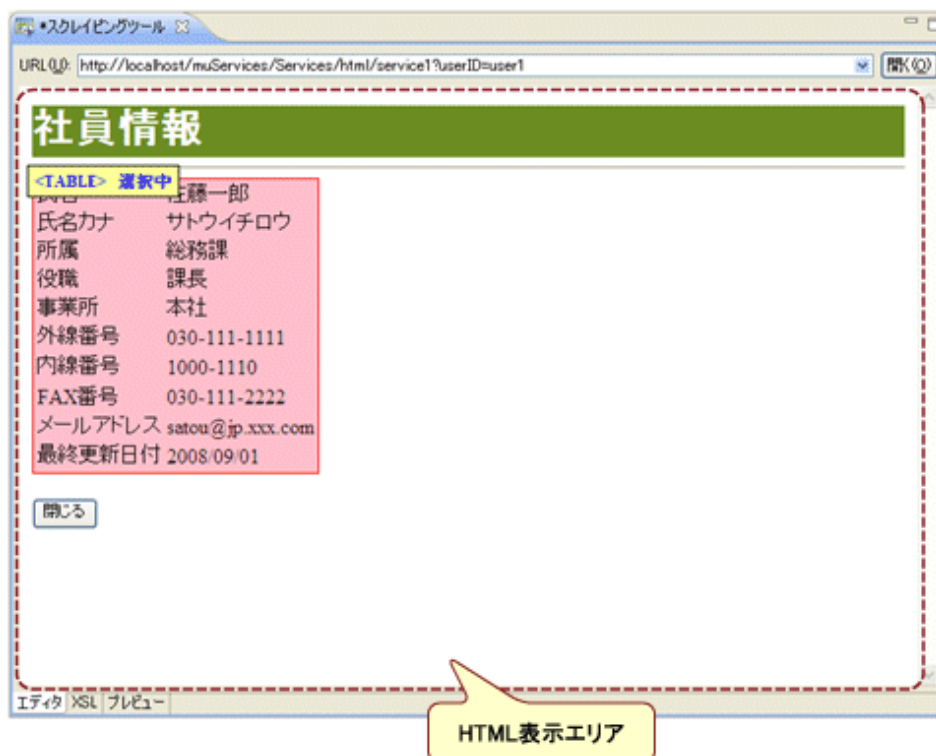 *スクレイピングツール
URL(U): http://localhost/muServices/Services/html/service1?userID=user1 開く(O)
社員情報
<TABLE> 選択中
佐藤一郎
氏名カナ サトウイチロウ
所属 総務課
役職 課長
事業所 本社
外線番号 030-111-1111
内線番号 1000-1110
FAX番号 030-111-2222
メールアドレス satou@jp.xxx.com
最終更新日付 2008/09/01
閉じる
エディタ XSL プレビュー
HTML表示エリア